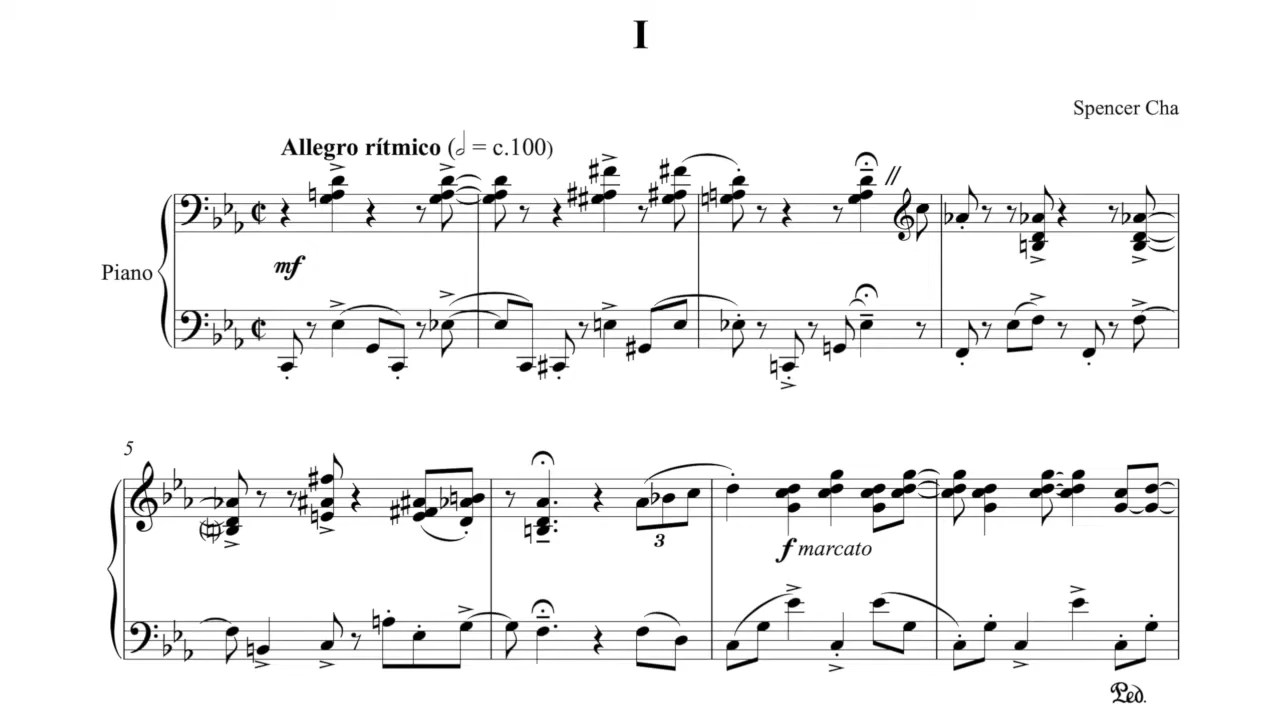 I
Spencer Cha
Allegro rítmico (𝅗𝅥 = c.100)
mf
Piano
5
3
f marcato
Ped.